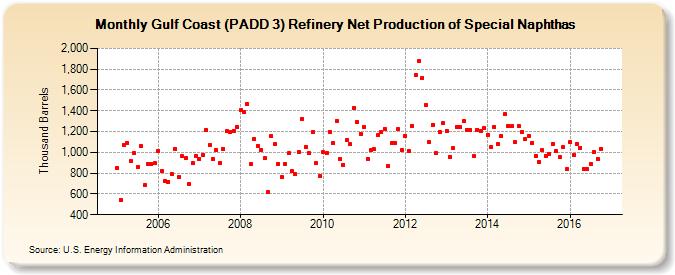 Monthly Gulf Coast (PADD 3) Refinery Net Production of Special Naphthas
Thousand Barrels
2,000
1,800
1,600
1,400
1,200
1,000
800
600
400
2006 2008 2010 2012 2014 2016
Source: U.S. Energy Information Administration